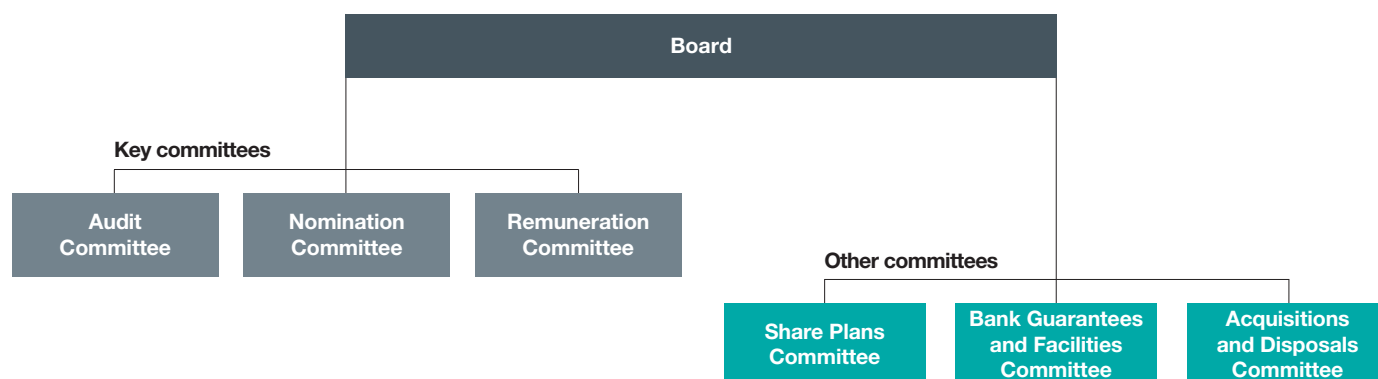 Board
Key committees
Audit
Committee
Nomination
Committee
Remuneration
Committee
Other committees
Share Plans
Committee
Bank Guarantees
and Facilities
Committee
Acquisitions
and Disposals
Committee